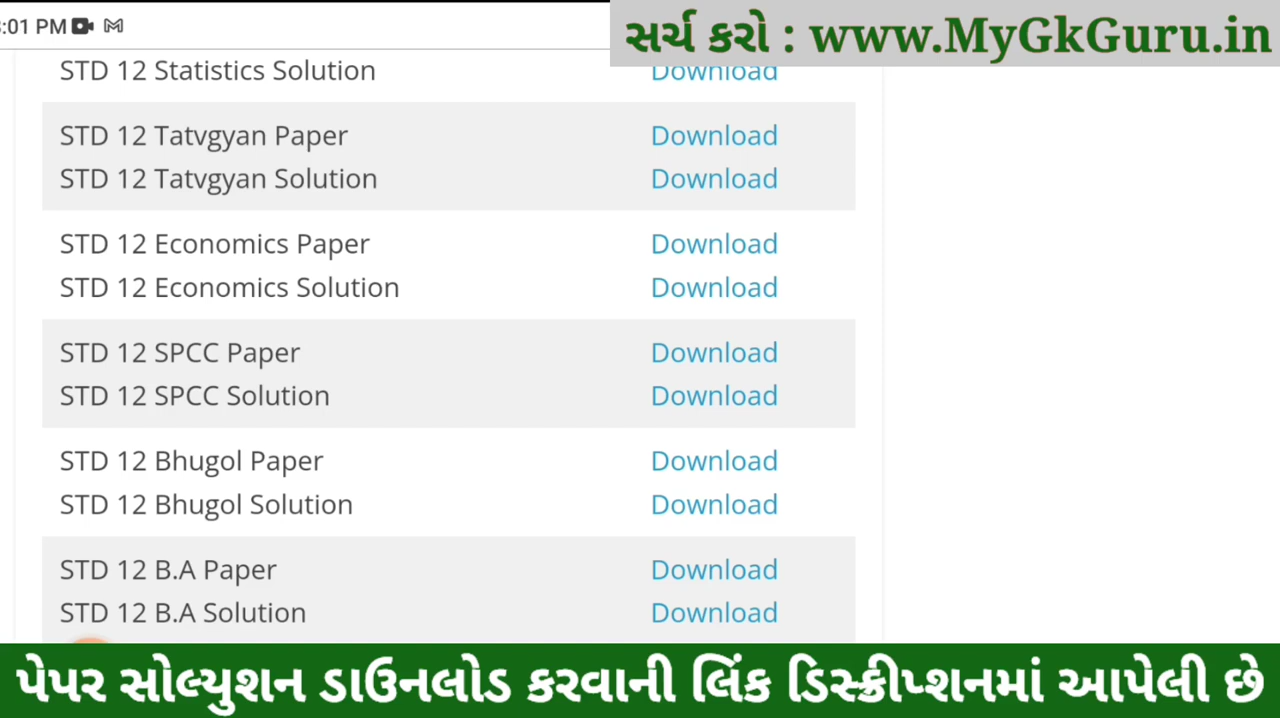 :01 PM
સર્ચ કરો : www.MyGkGuru.in
STD 12 Statistics Solution Download
STD 12 Tatvgyan Paper Download
STD 12 Tatvgyan Solution Download
STD 12 Economics Paper Download
STD 12 Economics Solution Download
STD 12 SPCC Paper Download
STD 12 SPCC Solution Download
STD 12 Bhugol Paper Download
STD 12 Bhugol Solution Download
STD 12 B.A Paper Download
STD 12 B.A Solution Download
પેપર સોલ્યુશન ડાઉનલોડ કરવાની લિંક ડિસ્ક્રીપ્શનમાં આપેલી છે